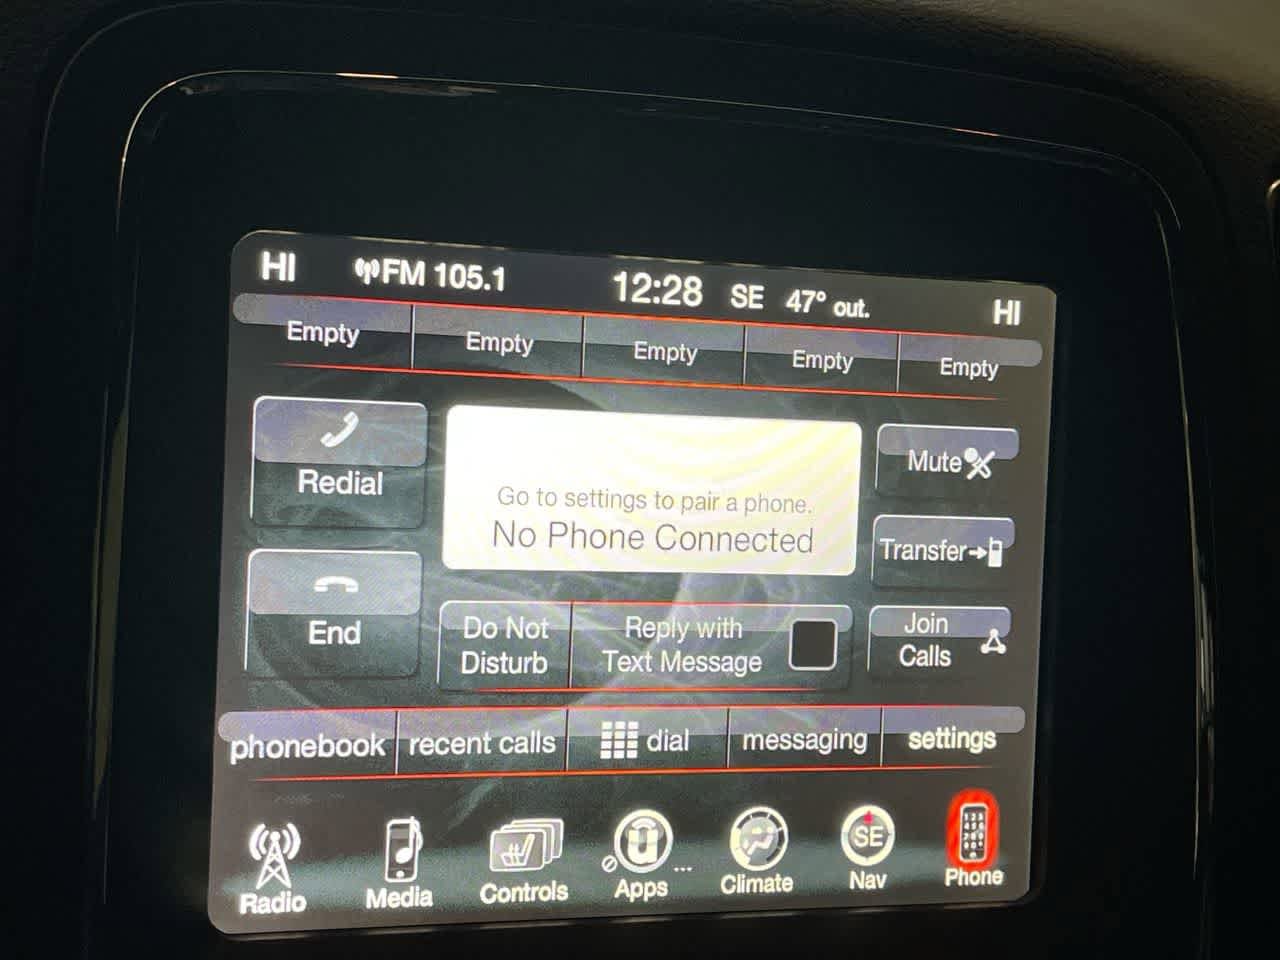 HI FM 105.1 12:28 SE 47° out. HI
Empty Empty Empty Empty Empty
Redial
Go to settings to pair a phone.
No Phone Connected
Mute
Transfer
End
Do Not
Disturb
Reply with
Text Message
Join
Calls
phonebook recent calls dial messaging settings
SE
Radio Media Controls Apps ... Climate Nav Phone